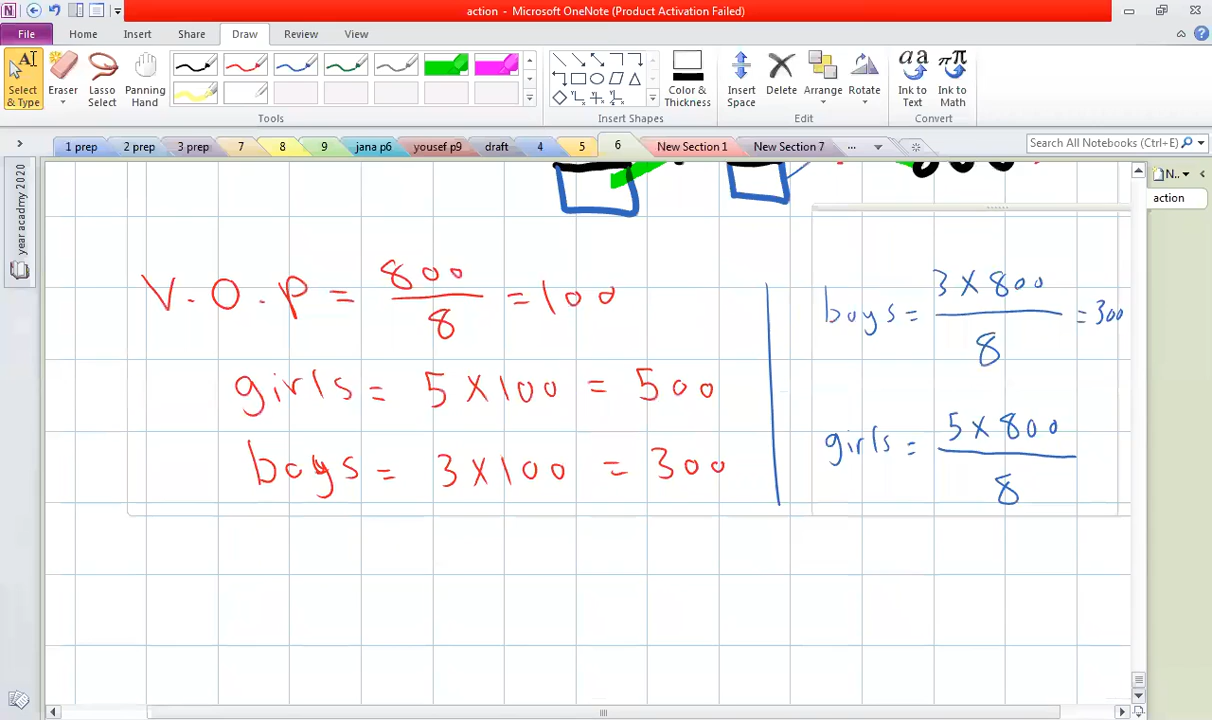 action - Microsoft OneNote (Product Activation Failed)
File Home Insert Share Draw Review View
Select & Type
Eraser
Lasso Select
Panning Hand
Color & Thickness
Insert Space
Delete
Arrange
Rotate
Ink to Text
Ink to Math
Tools
Insert Shapes
Edit
Convert
1 prep 2 prep 3 prep 7 8 9 jana p6 yousef p9 draft 4 5 6 New Section 1 New Section 7 ...
Search All Notebooks (Ctrl+E)
year academy 2020
N..
action
V.O.P = 800/8 = 100
girls = 5 × 100 = 500
boys = 3 × 100 = 300
boys = 3 × 800/8 = 300
girls = 5 × 800/8